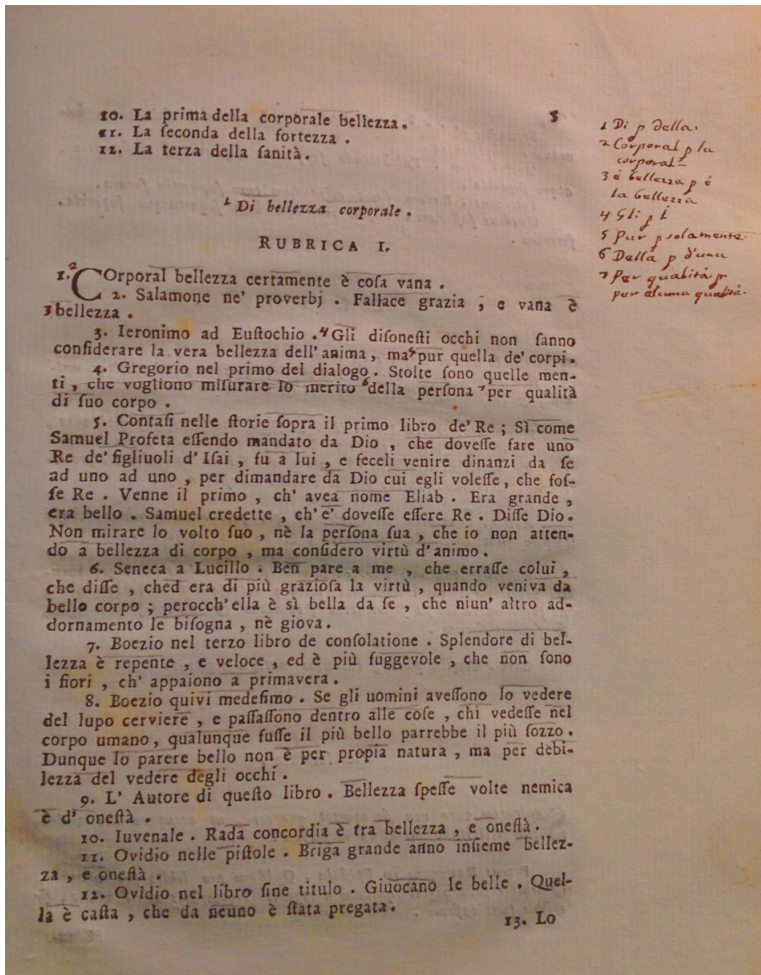 10. La prima della corporale bellezza.
5
11. La ſeconda della fortezza.
12. La terza della ſanità.
1 Di bellezza corporale.
RUBRICA I.
1. 2 COrporal bellezza certamente è coſa vana.
2. Salamone ne' proverbj. Fallace grazia, e vana è
3 bellezza.
3. Ieronimo ad Euſtochio. 4 Gli diſoneſti occhi non ſanno
conſiderare la vera bellezza dell'anima, ma 5 pur quella de' corpi.
4. Gregorio nel primo del dialogo. Stolte ſono quelle men-
ti, che vogliono miſurare lo merito 6 della perſona 7 per qualità
di ſuo corpo.
5. Contaſi nelle ſtorie ſopra il primo libro de' Re; Sì come
Samuel Profeta eſſendo mandato da Dio, che doveſſe fare uno
Re de' figliuoli d'Iſai, fu a lui, e feceli venire dinanzi da ſe
ad uno ad uno, per dimandare da Dio cui egli voleſſe, che foſ-
ſe Re. Venne il primo, ch' avea nome Eliab. Era grande,
era bello. Samuel credette, ch'e' doveſſe eſſere Re. Diſſe Dio.
Non mirare lo volto ſuo, nè la perſona ſua, che io non atten-
do a bellezza di corpo, ma conſidero virtù d'animo.
6. Seneca a Lucillo. Ben pare a me, che erraſſe colui,
che diſſe, ched era di più grazioſa la virtù, quando veniva da
bello corpo; perocch'ella è sì bella da ſe, che niun' altro ad-
dornamento le biſogna, nè giova.
7. Boezio nel terzo libro de conſolatione. Splendore di bel-
lezza è repente, e veloce, ed è più fuggevole, che non ſono
i fiori, ch' appaiono a primavera.
8. Boezio quivi medeſimo. Se gli uomini aveſſono lo vedere
del lupo cerviere, e paſſaſſono dentro alle coſe, chi vedeſſe nel
corpo umano, qualunque fuſſe il più bello parrebbe il più ſozzo.
Dunque lo parere bello non è per propia natura, ma per debi-
lezza del vedere degli occhi.
9. L' Autore di queſto libro. Bellezza ſpeſſe volte nemica
è d' oneſtà.
10. Iuvenale. Rada concordia è tra bellezza, e oneſtà.
11. Ovidio nelle piſtole. Briga grande anno inſieme bellez-
za, e oneſtà.
12. Ovidio nel libro ſine titulo. Giuocano le belle. Quel-
la è caſta, che da neuno è ſtata pregata.
13. Lo
1 Di p della.
2 Corporal p la
corporal
3 è bellezza p è
la bellezza
4 Gli p I
5 Pur p solamente.
6 Della p d'una
7 Per qualità p
per alcuna qualità.